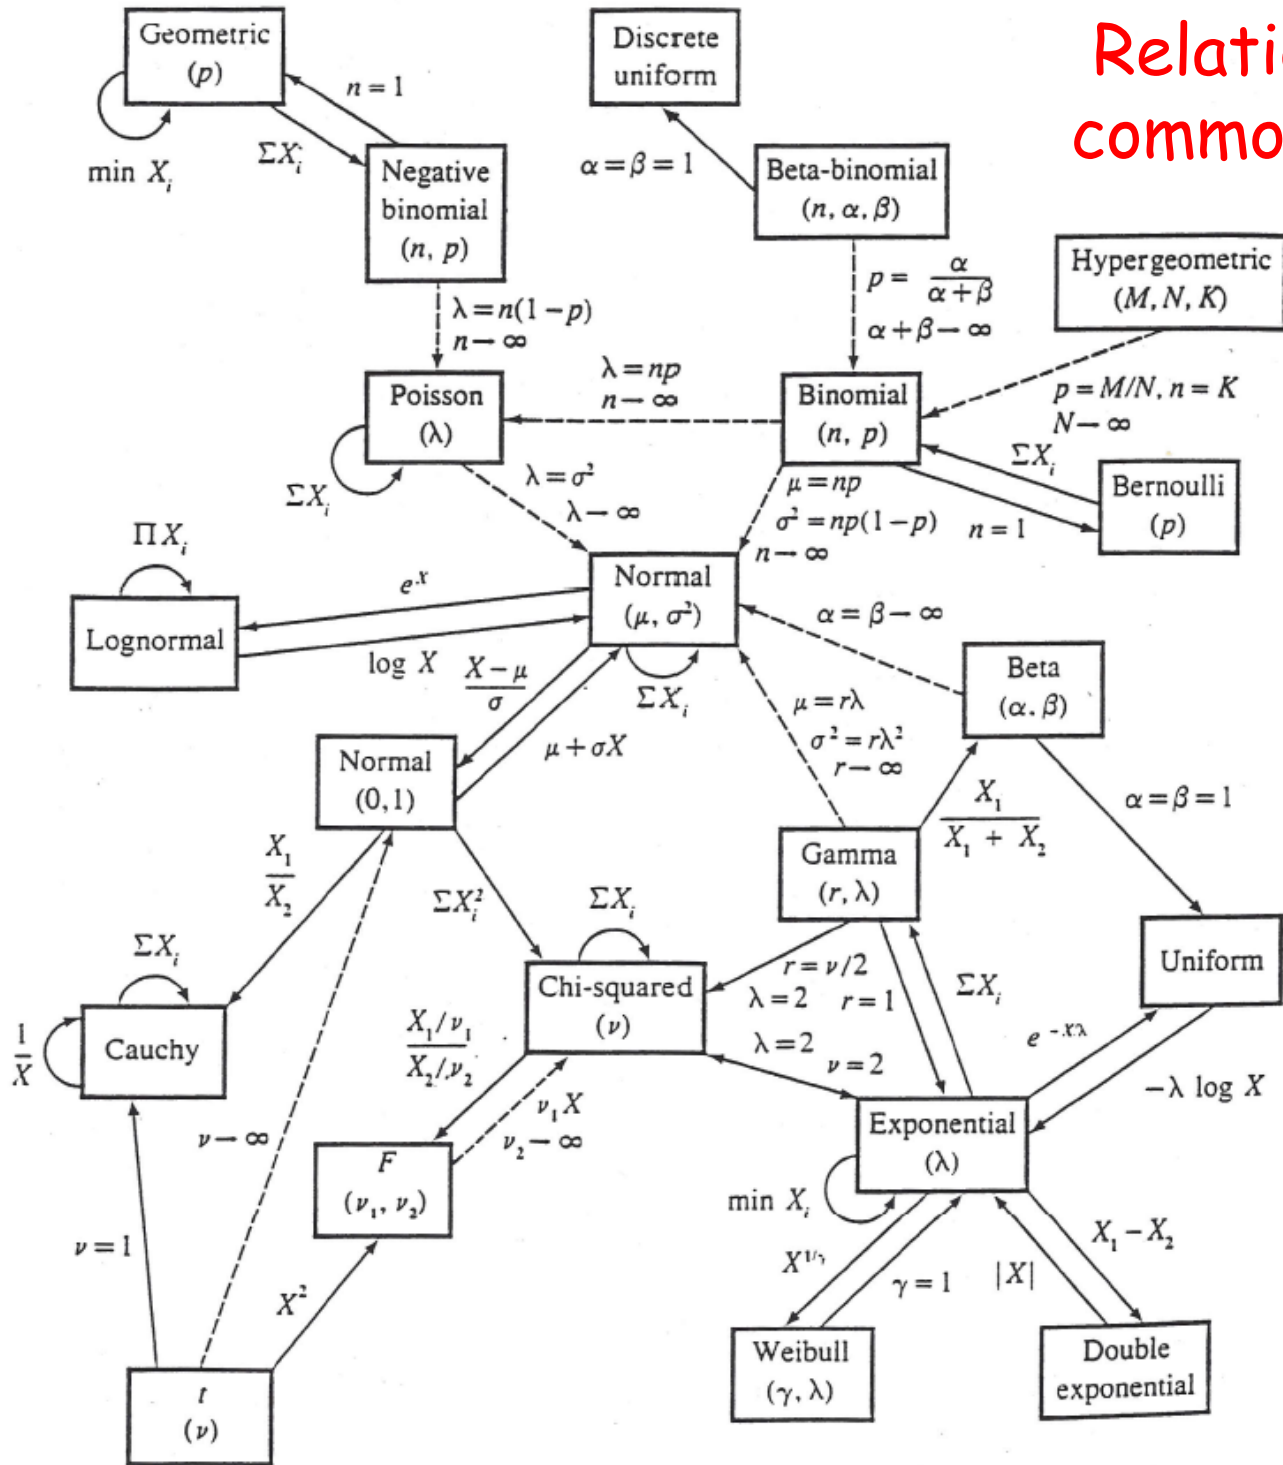 Relati
commo
Geometric
(p)
n = 1
min X_i
ΣX_i
Negative
binomial
(n, p)
Discrete
uniform
α = β = 1
Beta-binomial
(n, α, β)
p = α/(α + β)
α + β → ∞
Hypergeometric
(M, N, K)
λ = n(1 − p)
n → ∞
Poisson
(λ)
λ = np
n → ∞
Binomial
(n, p)
p = M/N, n = K
N → ∞
ΣX_i
Bernoulli
(p)
n = 1
ΣX_i
λ = σ²
λ → ∞
μ = np
σ² = np(1 − p)
n → ∞
ΠX_i
Lognormal
e^X
log X
Normal
(μ, σ²)
ΣX_i
α = β → ∞
Beta
(α, β)
(X − μ)/σ
μ + σX
μ = rλ
σ² = rλ²
r → ∞
Normal
(0, 1)
X_1/(X_1 + X_2)
α = β = 1
Gamma
(r, λ)
X_1/X_2
ΣX_i²
ΣX_i
ΣX_i
Chi-squared
(ν)
r = ν/2
λ = 2
r = 1
ΣX_i
Uniform
1/X
Cauchy
(X_1/ν_1)/(X_2/ν_2)
λ = 2
ν = 2
e^(−X/λ)
−λ log X
ν_1 X
ν_2 → ∞
ν → ∞
F
(ν_1, ν_2)
Exponential
(λ)
min X_i
ν = 1
X²
X^(1/γ)
γ = 1
|X|
X_1 − X_2
t
(ν)
Weibull
(γ, λ)
Double
exponential